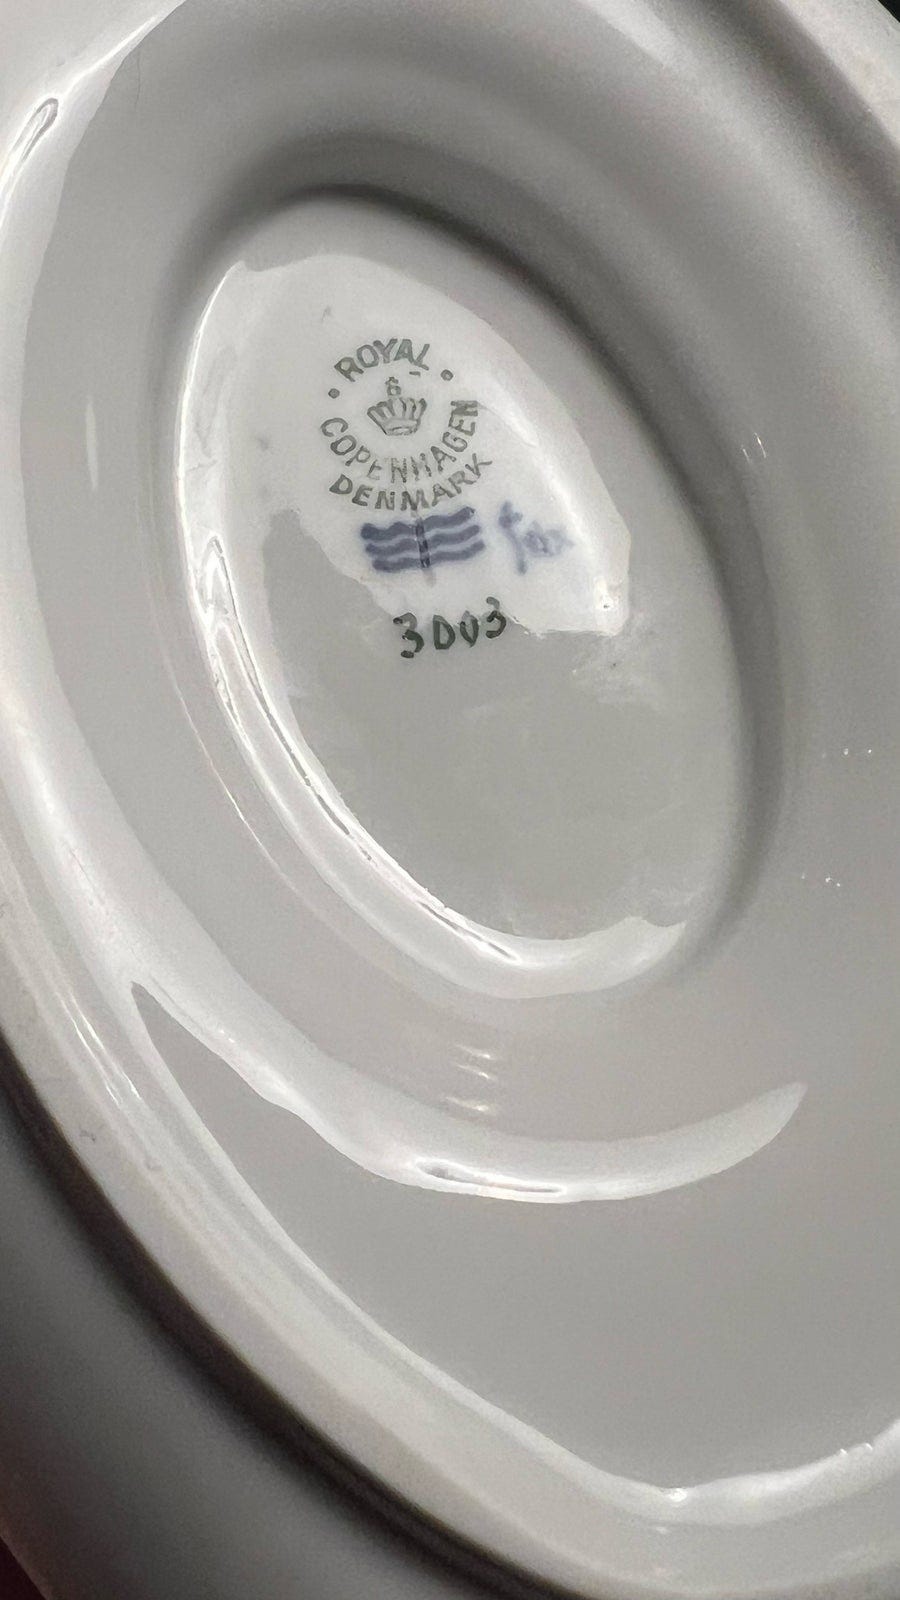 ROYAL
COPENHAGEN
DENMARK
3003